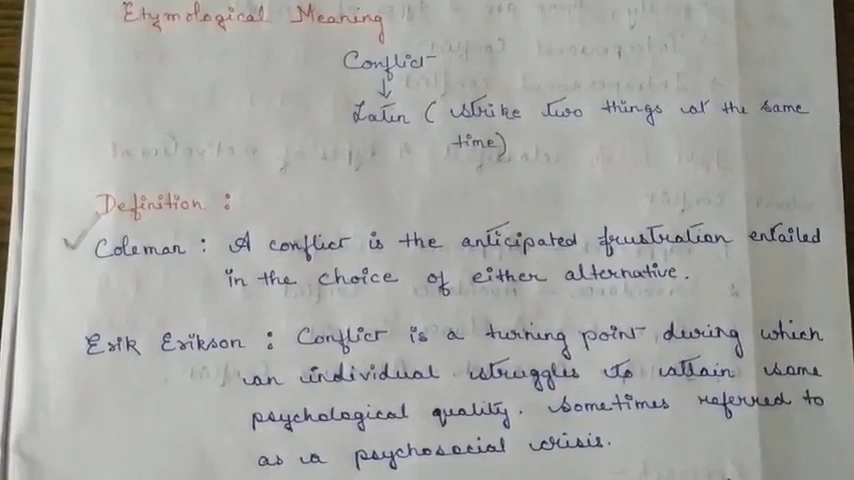 Etymological Meaning
Conflict
↓
Latin ( strike two things at the same
time)
Definition :
Coleman : A conflict is the anticipated frustration entailed
in the choice of either alternative.
Erik Erikson : Conflict is a turning point during which
an individual struggles to attain some
psychological quality. Sometimes referred to
as a psychosocial crisis.